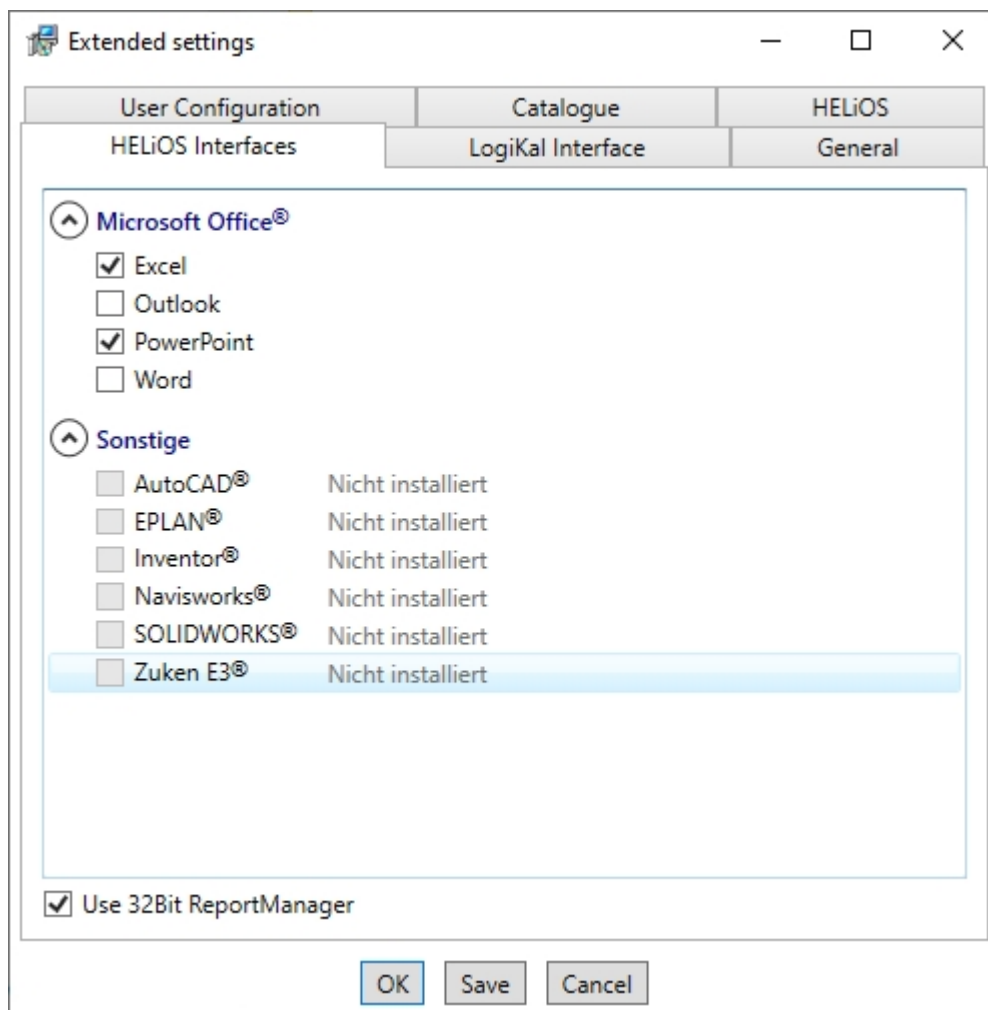 Extended settings
User Configuration Catalogue HELiOS
HELiOS Interfaces LogiKal Interface General
Microsoft Office®
Excel
Outlook
PowerPoint
Word
Sonstige
AutoCAD® Nicht installiert
EPLAN® Nicht installiert
Inventor® Nicht installiert
Navisworks® Nicht installiert
SOLIDWORKS® Nicht installiert
Zuken E3® Nicht installiert
Use 32Bit ReportManager
OK Save Cancel